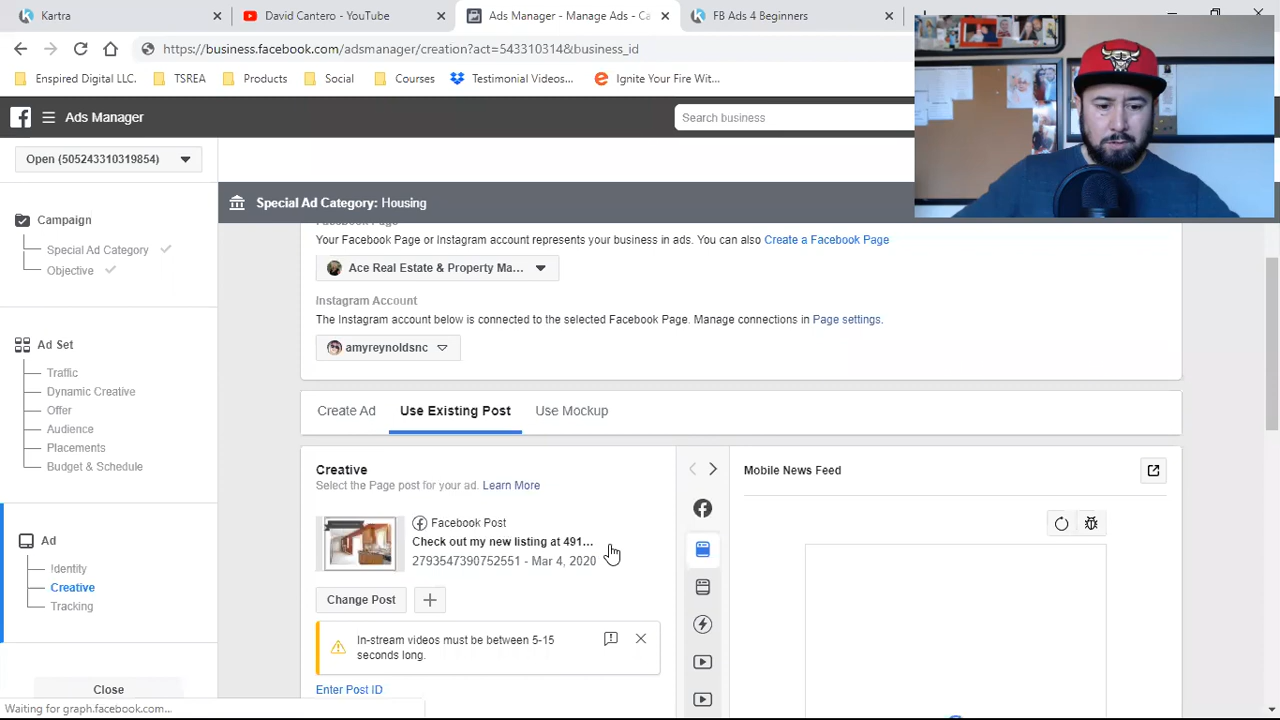 Kartra
David Cantero - YouTube
Ads Manager - Manage Ads - Ca
FB Ads 4 Beginners
https://business.facebook.com/adsmanager/creation?act=543310314&business_id
Enspired Digital LLC.
TSREA
Products
Courses
Testimonial Videos...
Ignite Your Fire Wit...
Ads Manager
Search business
Open (505243310319854)
Special Ad Category: Housing
Campaign
Special Ad Category
Objective
Your Facebook Page or Instagram account represents your business in ads. You can also Create a Facebook Page
Ace Real Estate & Property Ma...
Instagram Account
The Instagram account below is connected to the selected Facebook Page. Manage connections in Page settings.
amyreynoldsnc
Ad Set
Traffic
Dynamic Creative
Offer
Audience
Placements
Budget & Schedule
Create Ad
Use Existing Post
Use Mockup
Creative
Select the Page post for your ad. Learn More
Mobile News Feed
Facebook Post
Check out my new listing at 491...
2793547390752551 - Mar 4, 2020
Ad
Identity
Creative
Tracking
Change Post
In-stream videos must be between 5-15
seconds long.
Enter Post ID
Close
Waiting for graph.facebook.com...